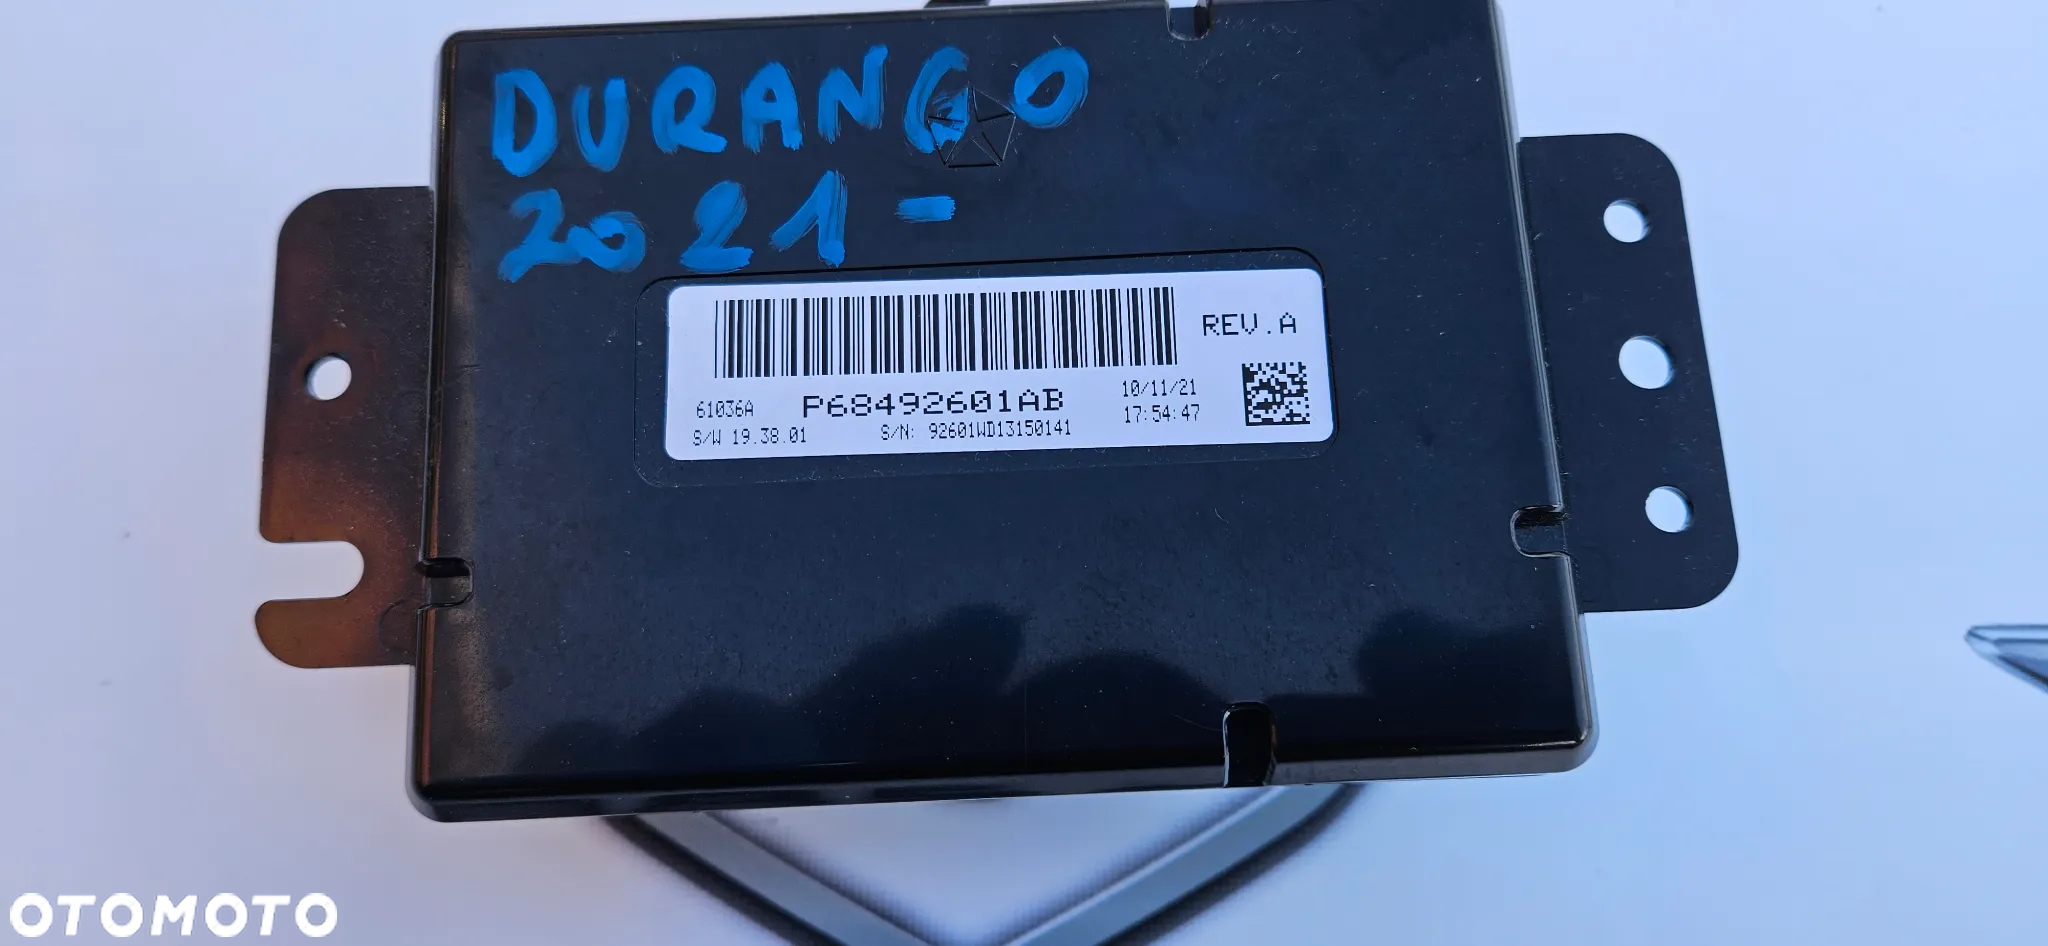 DURANGO
2021-
REV.A
61036A P68492601AB 10/11/21
S/W 19.38.01 S/N: 92601WD13150141 17:54:47
OTOMOTO